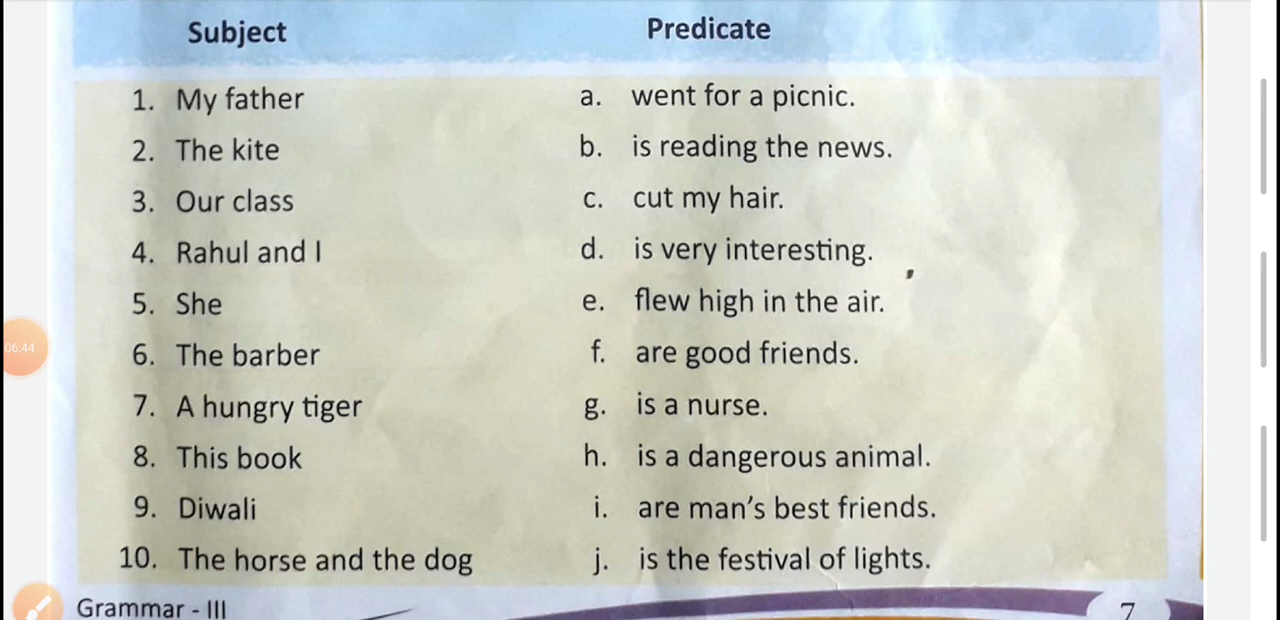 Subject Predicate
1. My father a. went for a picnic.
2. The kite b. is reading the news.
3. Our class c. cut my hair.
4. Rahul and I d. is very interesting.
5. She e. flew high in the air.
6. The barber f. are good friends.
7. A hungry tiger g. is a nurse.
8. This book h. is a dangerous animal.
9. Diwali i. are man's best friends.
10. The horse and the dog j. is the festival of lights.
Grammar - III 7
06:44